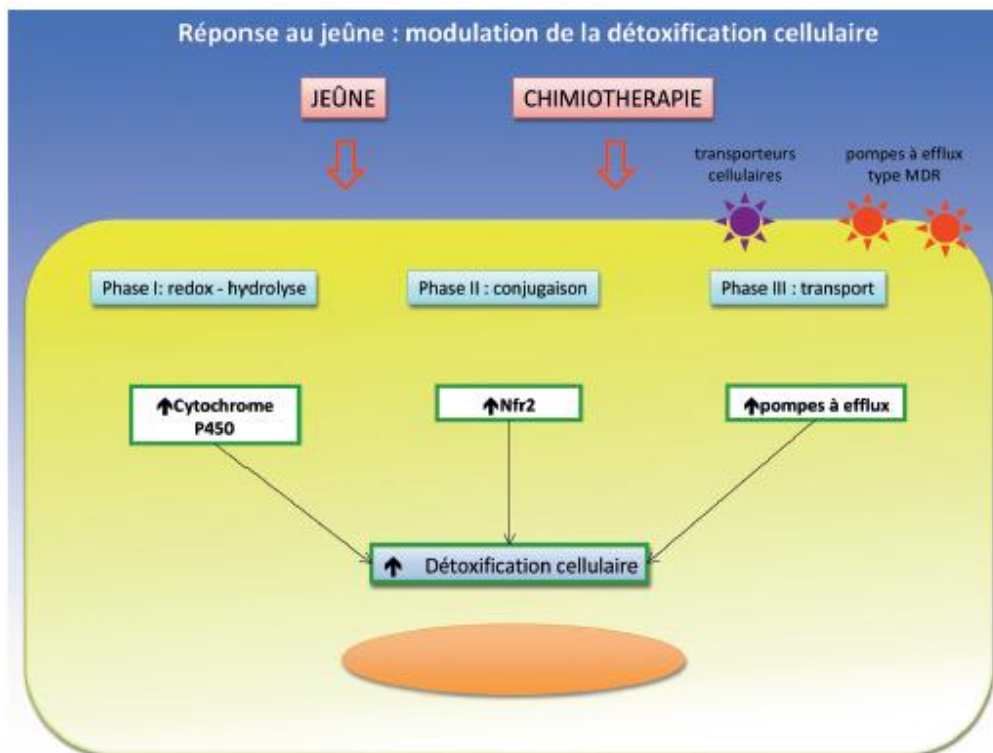 Réponse au jeûne : modulation de la détoxification cellulaire
JEÛNE
CHIMIOTHERAPIE
transporteurs
cellulaires
pompes à efflux
type MDR
Phase I: redox - hydrolyse
Phase II : conjugaison
Phase III : transport
↑Cytochrome
P450
↑Nfr2
↑pompes à efflux
↑ Détoxification cellulaire